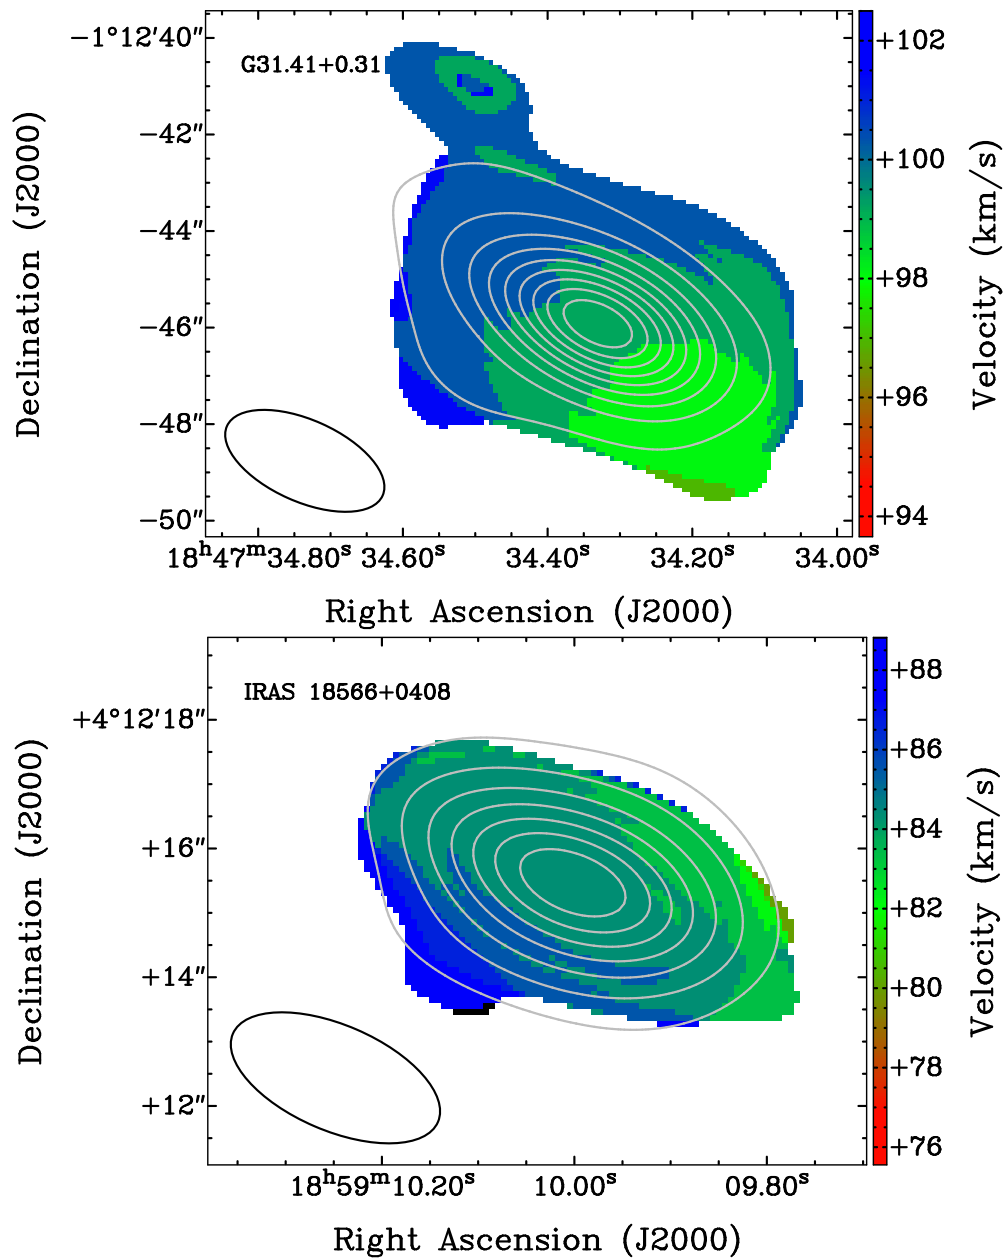 G31.41+0.31
−1°12′40″
−42″
−44″
−46″
−48″
−50″
Declination (J2000)
18ʰ47ᵐ34.80ˢ 34.60ˢ 34.40ˢ 34.20ˢ 34.00ˢ
Right Ascension (J2000)
+102
+100
+98
+96
+94
Velocity (km/s)
IRAS 18566+0408
+4°12′18″
+16″
+14″
+12″
Declination (J2000)
18ʰ59ᵐ10.20ˢ 10.00ˢ 09.80ˢ
Right Ascension (J2000)
+88
+86
+84
+82
+80
+78
+76
Velocity (km/s)